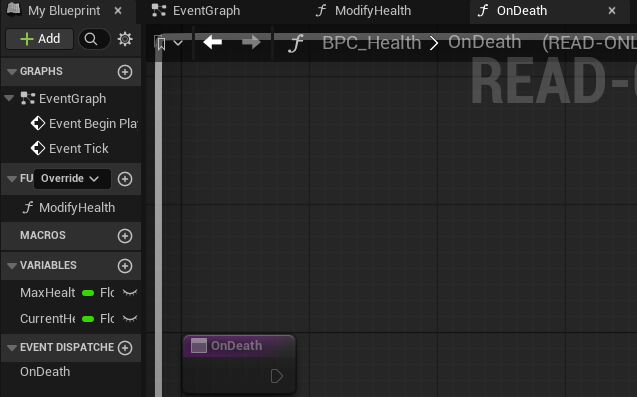 My Blueprint
EventGraph
ModifyHealth
OnDeath
Add
BPC_Health > OnDeath (READ-ONL
READ-
GRAPHS
EventGraph
Event Begin Pla
Event Tick
FU
Override
ModifyHealth
MACROS
VARIABLES
MaxHealt
Flo
CurrentHe
Flo
EVENT DISPATCHE
OnDeath
OnDeath